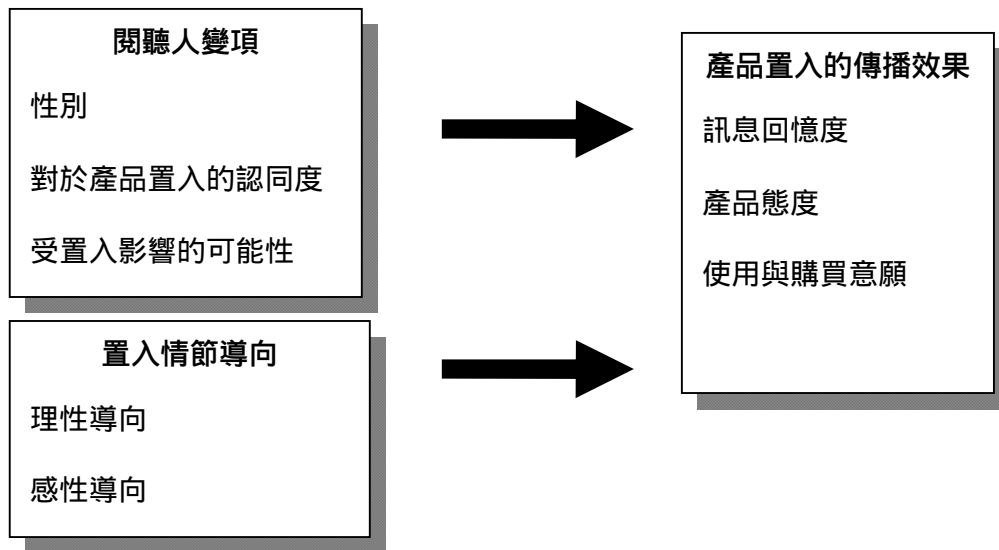 閱聽人變項
性別
對於產品置入的認同度
受置入影響的可能性
置入情節導向
理性導向
感性導向
產品置入的傳播效果
訊息回憶度
產品態度
使用與購買意願